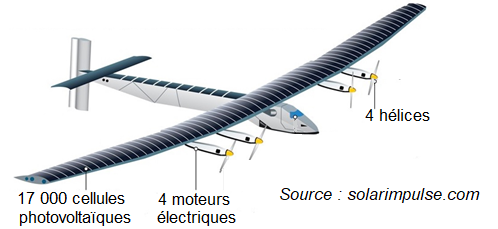 4 hélices
17 000 cellules
photovoltaïques
4 moteurs
électriques
Source : solarimpulse.com